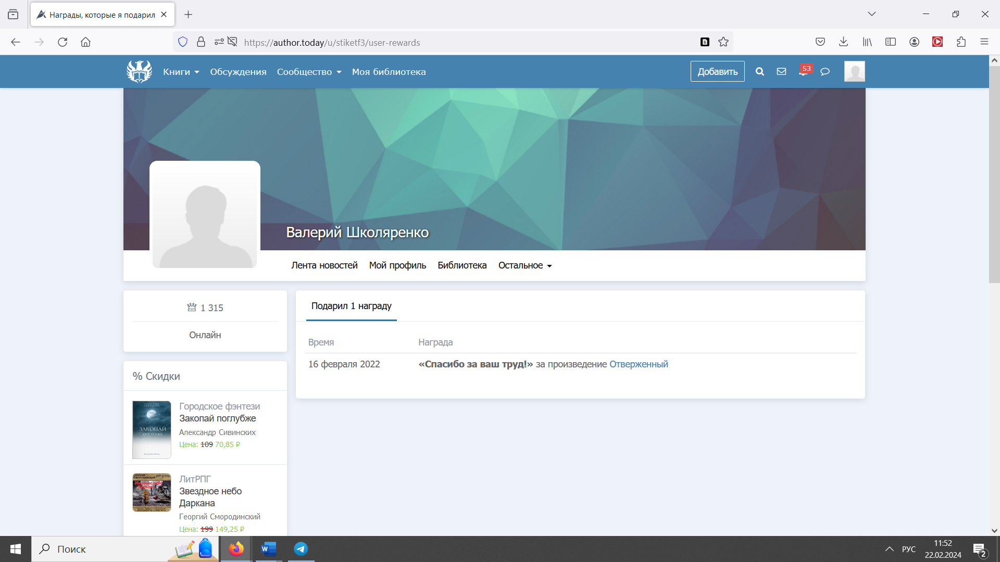 Награды, которые я подарил
https://author.today/u/stiketf3/user-rewards
Книги Обсуждения Сообщество Моя библиотека
Добавить
53
Валерий Школяренко
Лента новостей Мой профиль Библиотека Остальное
1 315
Онлайн
Подарил 1 награду
Время Награда
16 февраля 2022 «Спасибо за ваш труд!» за произведение Отверженный
% Скидки
ЗАКОПАЙ
ПОГЛУБЖЕ
Городское фэнтези
Закопай поглубже
Александр Сивинских
Цена: 109 70,85 ₽
Звездное небо
Даркана
ЛитРПГ
Звездное небо
Даркана
Георгий Смородинский
Цена: 199 149,25 ₽
Поиск
W
РУС
11:52
22.02.2024
2